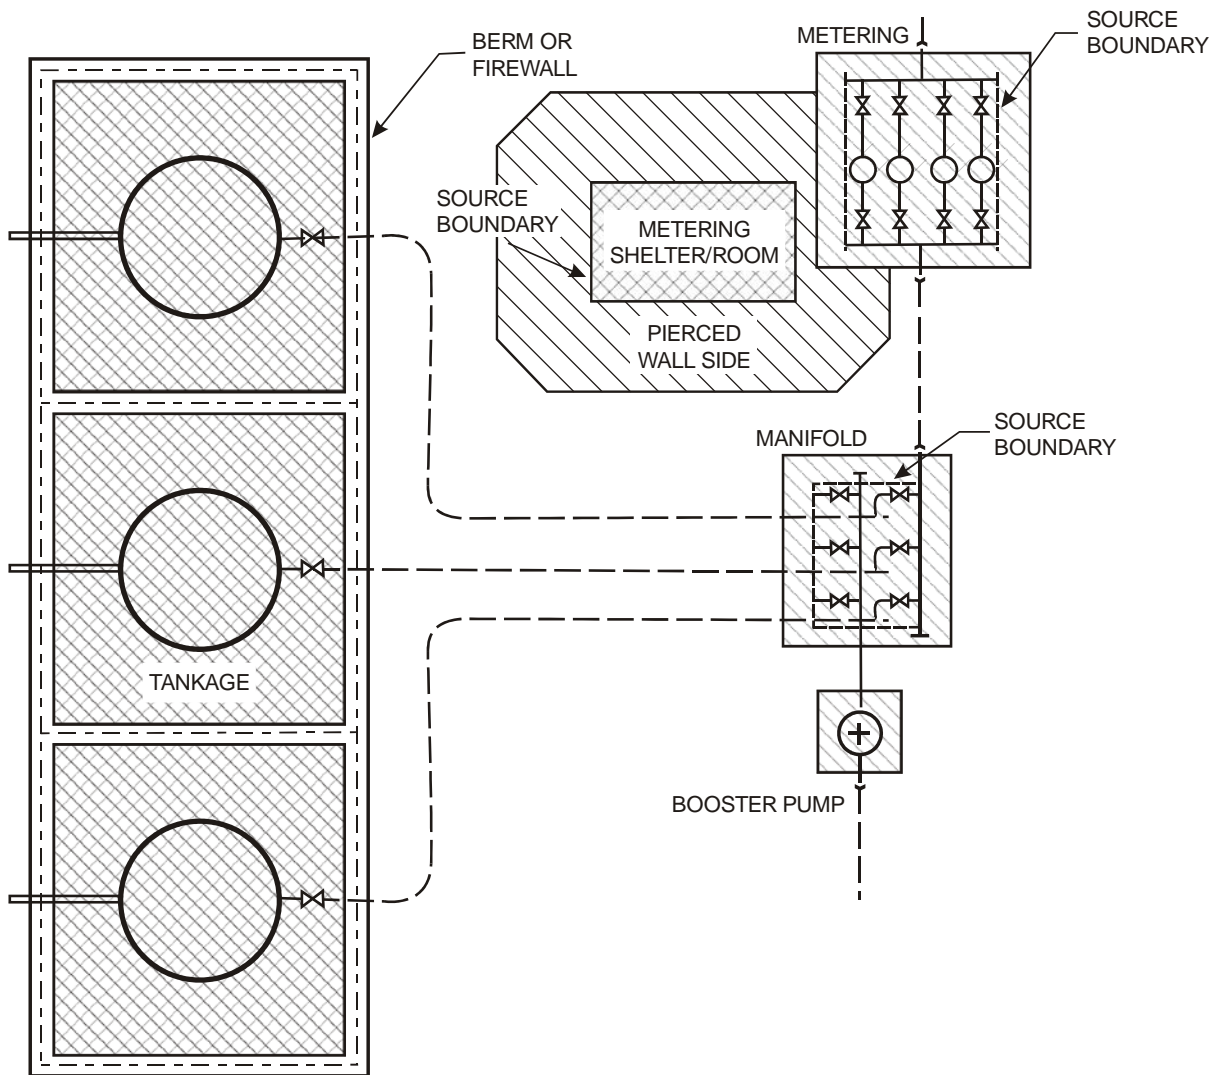 METERING
SOURCE
BOUNDARY
BERM OR
FIREWALL
SOURCE
BOUNDARY
METERING
SHELTER/ROOM
PIERCED
WALL SIDE
MANIFOLD
SOURCE
BOUNDARY
TANKAGE
BOOSTER PUMP